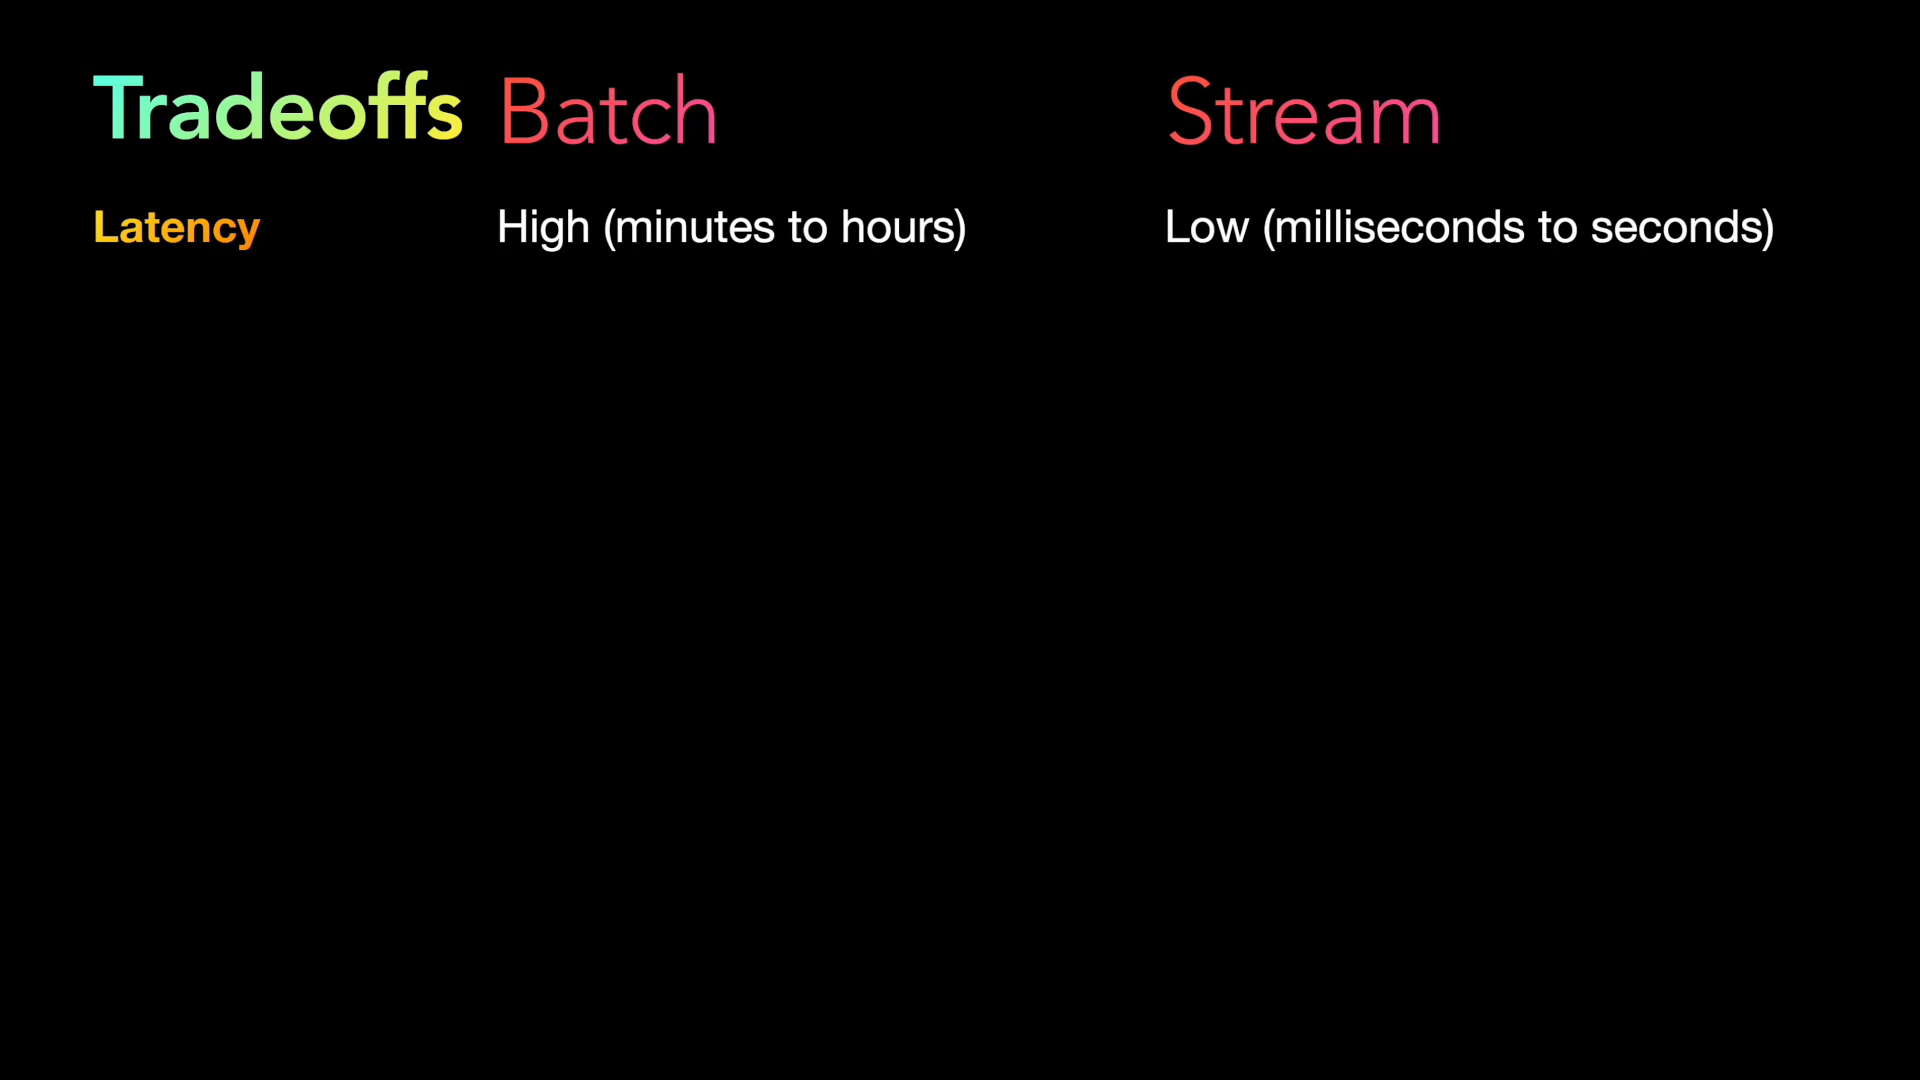 Tradeoffs Batch Stream
Latency High (minutes to hours) Low (milliseconds to seconds)